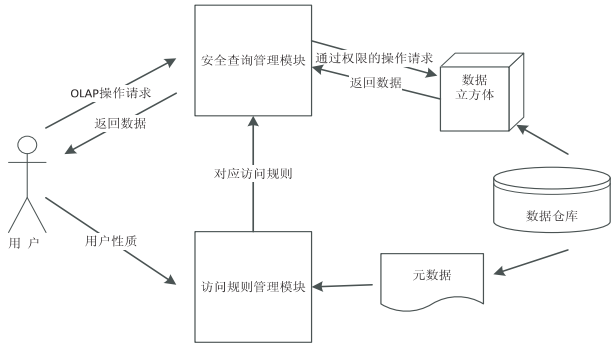 安全查询管理模块
通过权限的操作请求
返回数据
数据
立方体
OLAP操作请求
返回数据
对应访问规则
数据仓库
用 户
用户性质
访问规则管理模块
元数据